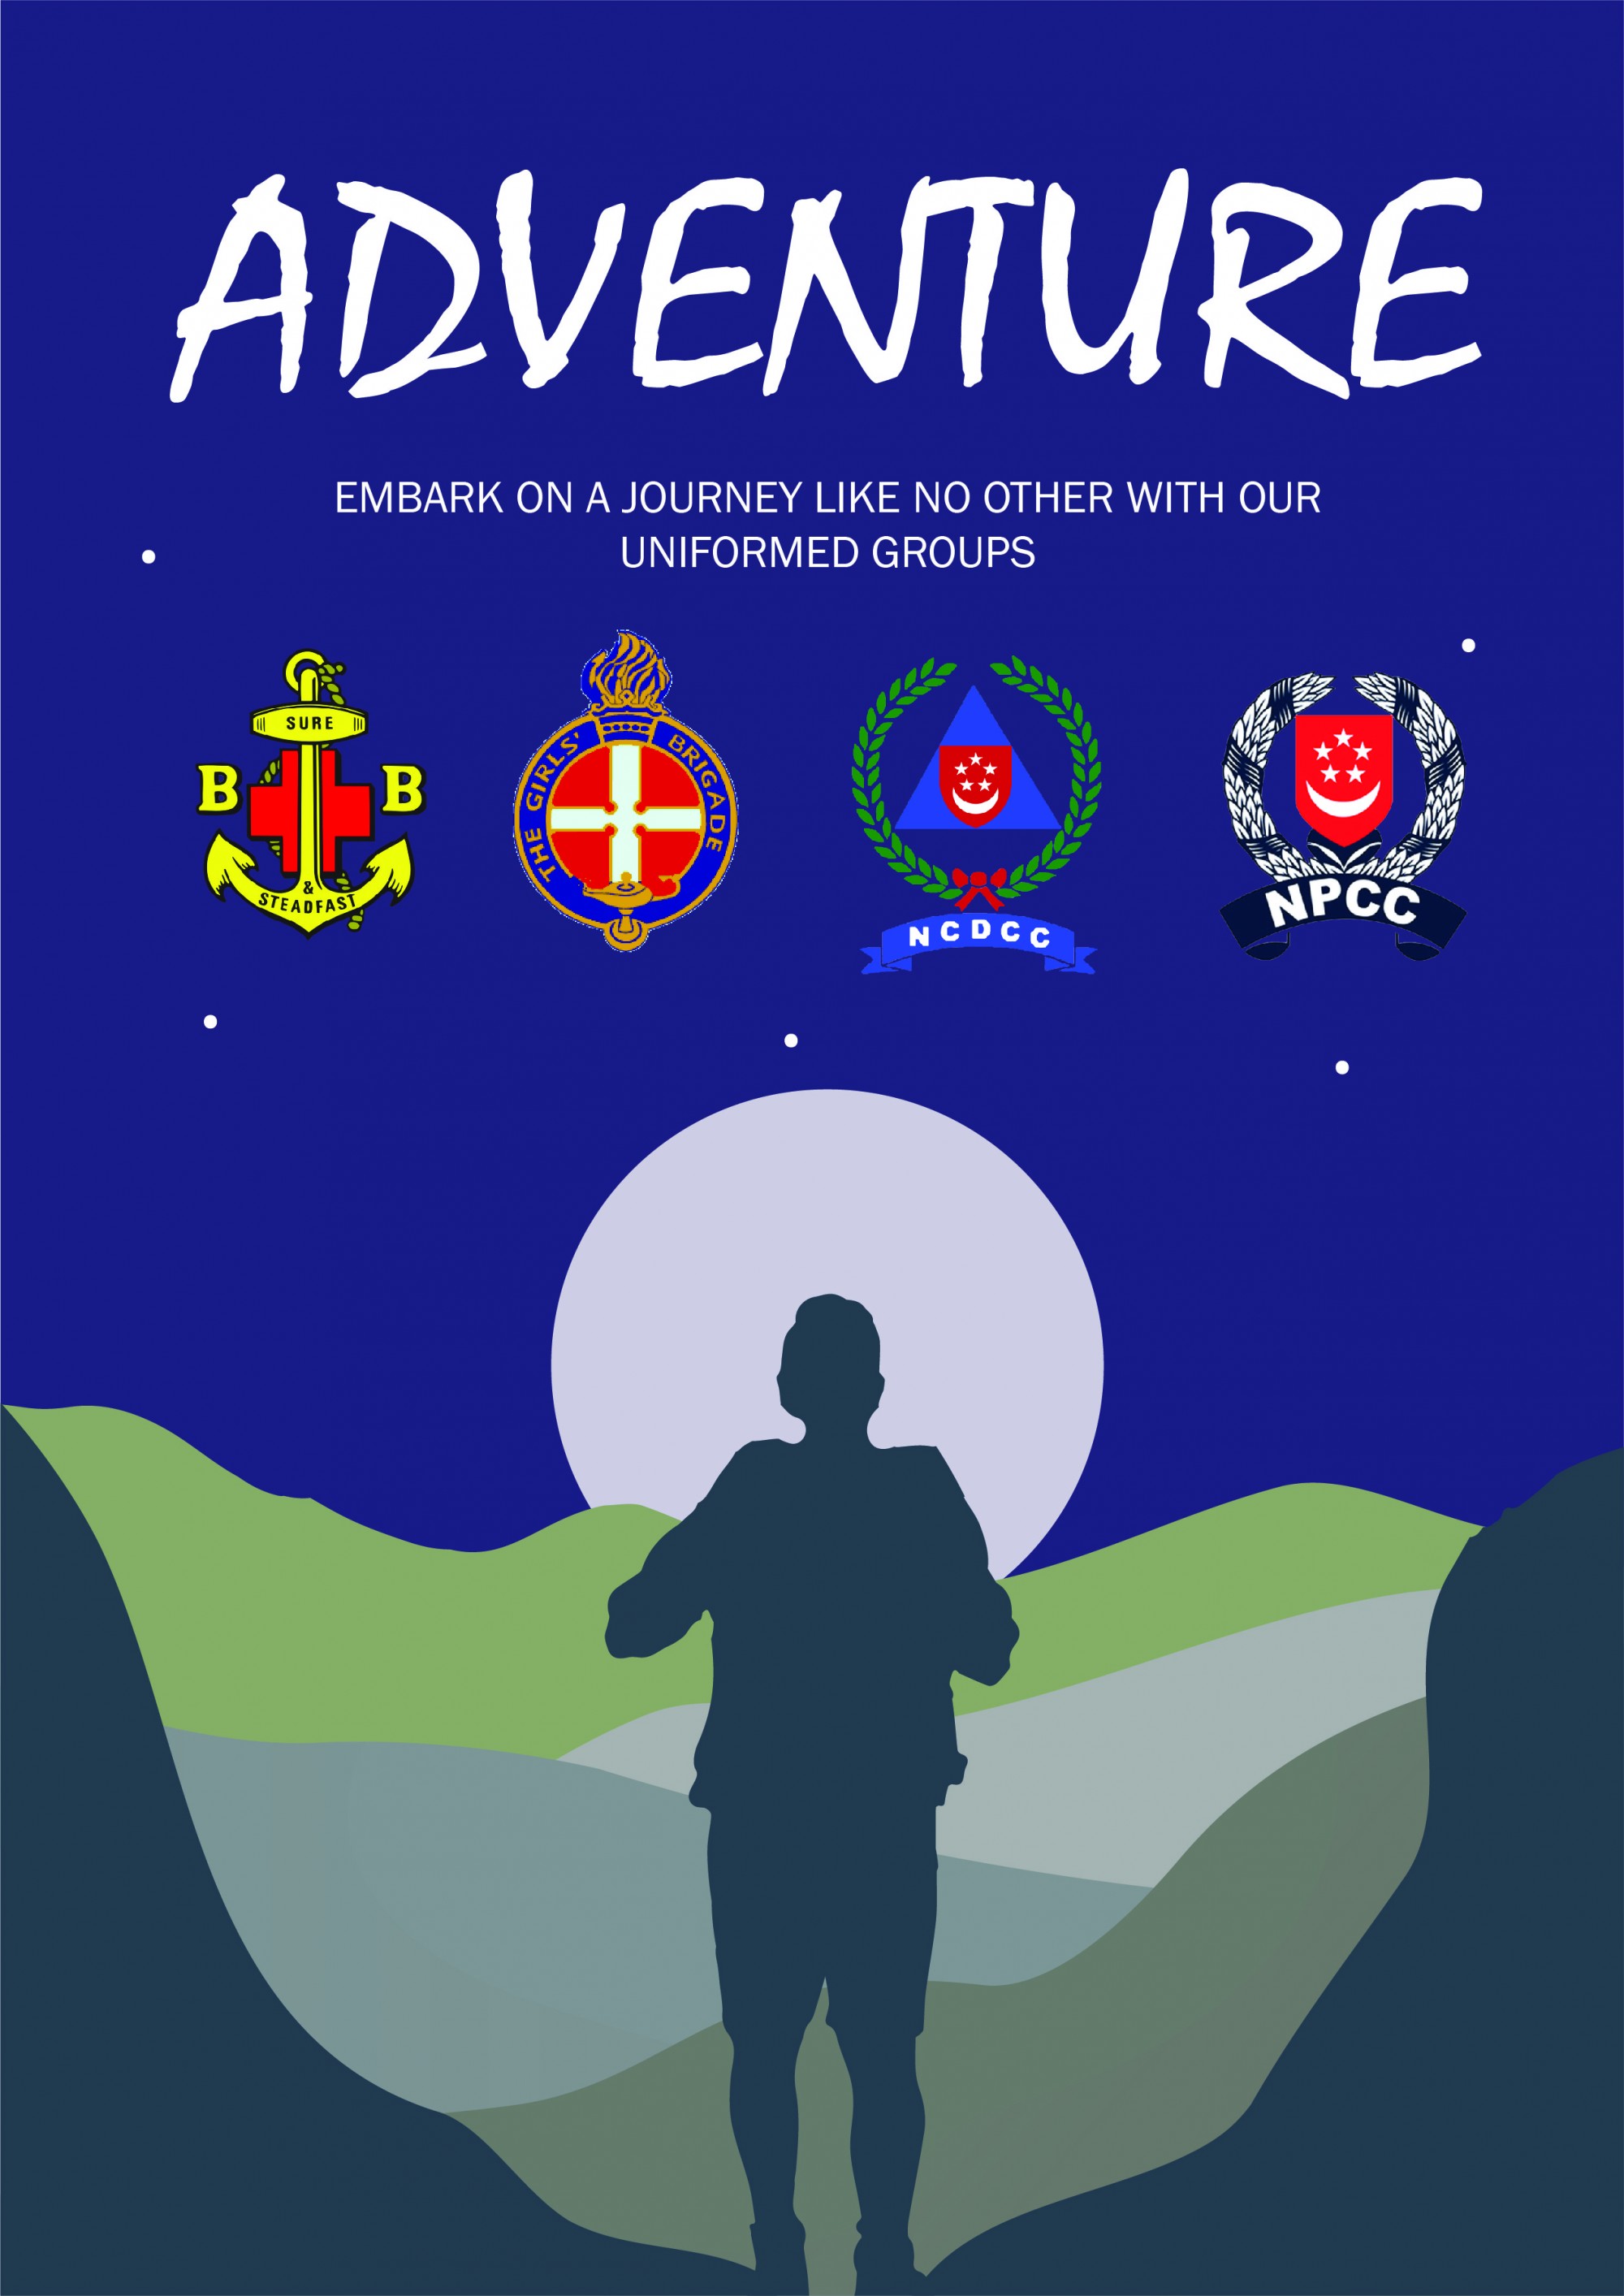 ADVENTURE
EMBARK ON A JOURNEY LIKE NO OTHER WITH OUR
UNIFORMED GROUPS
SURE
B B
&
STEADFAST
THE GIRLS' BRIGADE
NCDCC
NPCC